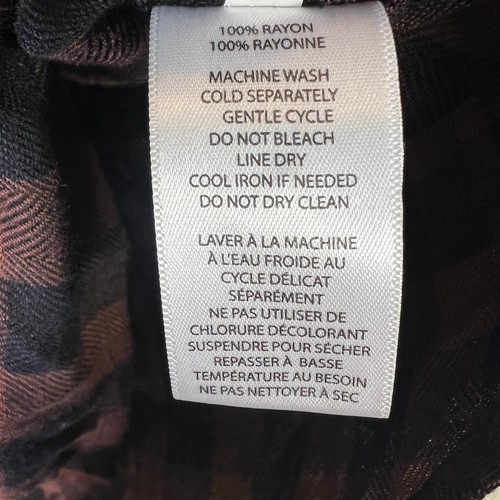 100% RAYON
100% RAYONNE
MACHINE WASH
COLD SEPARATELY
GENTLE CYCLE
DO NOT BLEACH
LINE DRY
COOL IRON IF NEEDED
DO NOT DRY CLEAN
LAVER À LA MACHINE
À L'EAU FROIDE AU
CYCLE DÉLICAT
SÉPARÉMENT
NE PAS UTILISER DE
CHLORURE DÉCOLORANT
SUSPENDRE POUR SÉCHER
REPASSER À BASSE
TEMPÉRATURE AU BESOIN
NE PAS NETTOYER À SEC